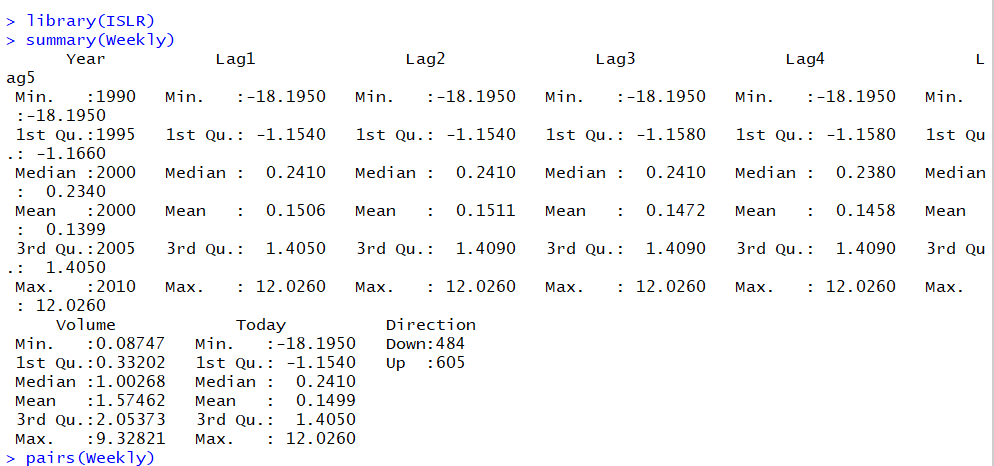 > library(ISLR)
> summary(Weekly)
      Year           Lag1               Lag2               Lag3               Lag4               L
ag5
 Min.   :1990   Min.   :-18.1950   Min.   :-18.1950   Min.   :-18.1950   Min.   :-18.1950   Min.
 :-18.1950
 1st Qu.:1995   1st Qu.: -1.1540   1st Qu.: -1.1540   1st Qu.: -1.1580   1st Qu.: -1.1580   1st Qu
.: -1.1660
 Median :2000   Median :  0.2410   Median :  0.2410   Median :  0.2410   Median :  0.2380   Median
 :  0.2340
 Mean   :2000   Mean   :  0.1506   Mean   :  0.1511   Mean   :  0.1472   Mean   :  0.1458   Mean
 :  0.1399
 3rd Qu.:2005   3rd Qu.:  1.4050   3rd Qu.:  1.4090   3rd Qu.:  1.4090   3rd Qu.:  1.4090   3rd Qu
.:  1.4050
 Max.   :2010   Max.   : 12.0260   Max.   : 12.0260   Max.   : 12.0260   Max.   : 12.0260   Max.
 : 12.0260
     Volume            Today          Direction
 Min.   :0.08747   Min.   :-18.1950   Down:484
 1st Qu.:0.33202   1st Qu.: -1.1540   Up  :605
 Median :1.00268   Median :  0.2410
 Mean   :1.57462   Mean   :  0.1499
 3rd Qu.:2.05373   3rd Qu.:  1.4050
 Max.   :9.32821   Max.   : 12.0260
> pairs(Weekly)